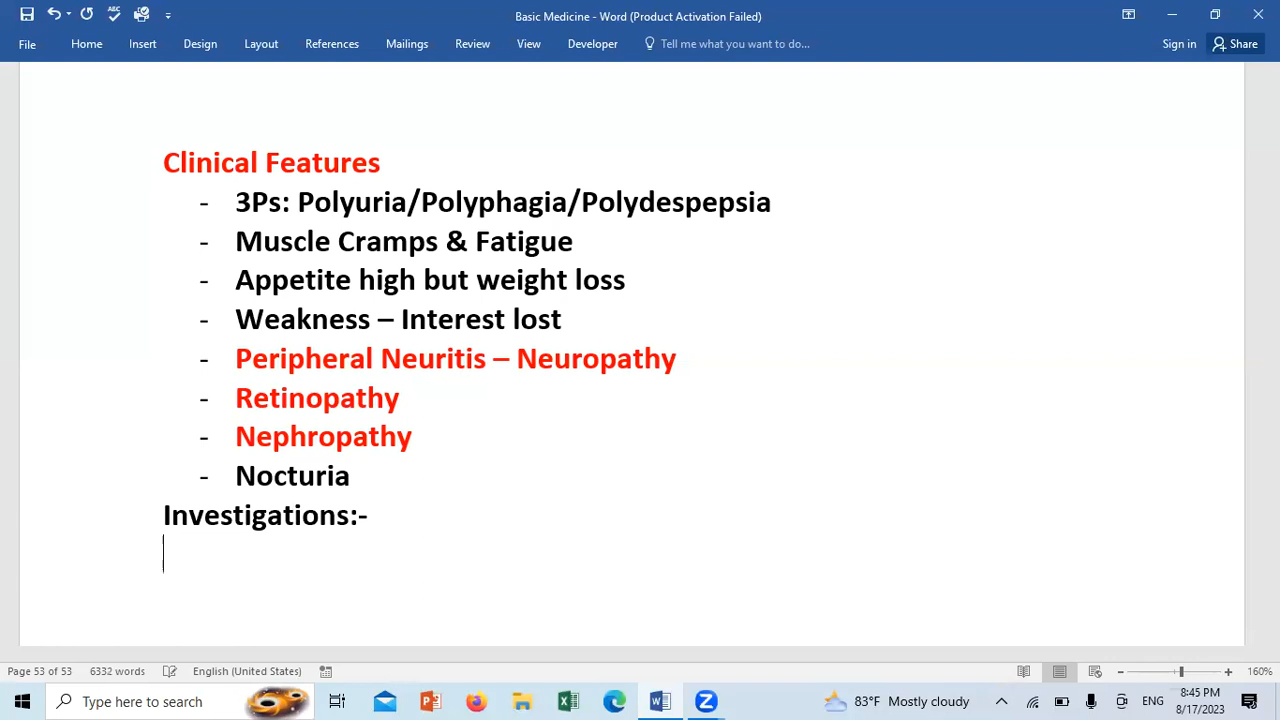 Basic Medicine - Word (Product Activation Failed)
File Home Insert Design Layout References Mailings Review View Developer Tell me what you want to do... Sign in Share
Clinical Features
- 3Ps: Polyuria/Polyphagia/Polydespepsia
- Muscle Cramps & Fatigue
- Appetite high but weight loss
- Weakness – Interest lost
- Peripheral Neuritis – Neuropathy
- Retinopathy
- Nephropathy
- Nocturia
Investigations:-
Page 53 of 53 6332 words English (United States) 160%
Type here to search 83°F Mostly cloudy ENG 8:45 PM
8/17/2023